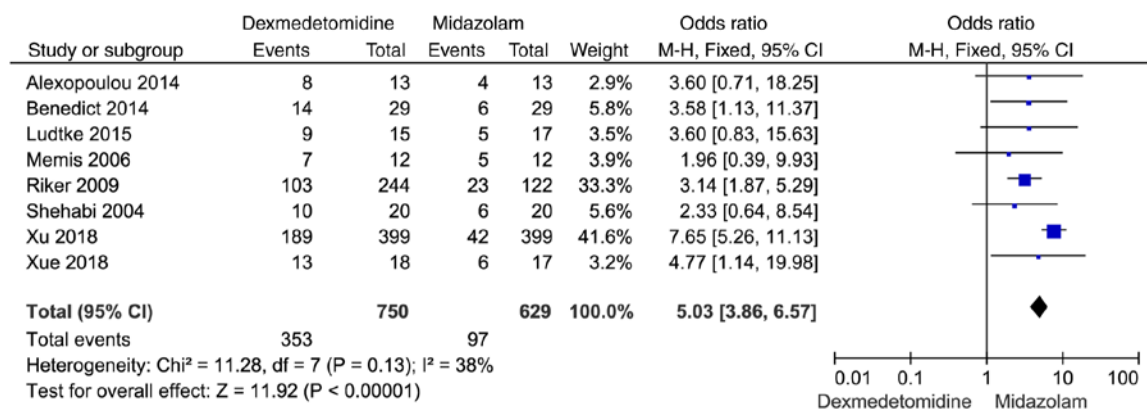 Dexmedetomidine Midazolam Odds ratio Odds ratio
Study or subgroup Events Total Events Total Weight M-H, Fixed, 95% CI M-H, Fixed, 95% CI
Alexopoulou 2014 8 13 4 13 2.9% 3.60 [0.71, 18.25]
Benedict 2014 14 29 6 29 5.8% 3.58 [1.13, 11.37]
Ludtke 2015 9 15 5 17 3.5% 3.60 [0.83, 15.63]
Memis 2006 7 12 5 12 3.9% 1.96 [0.39, 9.93]
Riker 2009 103 244 23 122 33.3% 3.14 [1.87, 5.29]
Shehabi 2004 10 20 6 20 5.6% 2.33 [0.64, 8.54]
Xu 2018 189 399 42 399 41.6% 7.65 [5.26, 11.13]
Xue 2018 13 18 6 17 3.2% 4.77 [1.14, 19.98]
Total (95% CI) 750 629 100.0% 5.03 [3.86, 6.57]
Total events 353 97
Heterogeneity: Chi² = 11.28, df = 7 (P = 0.13); I² = 38%
Test for overall effect: Z = 11.92 (P < 0.00001)
0.01 0.1 1 10 100
Dexmedetomidine Midazolam